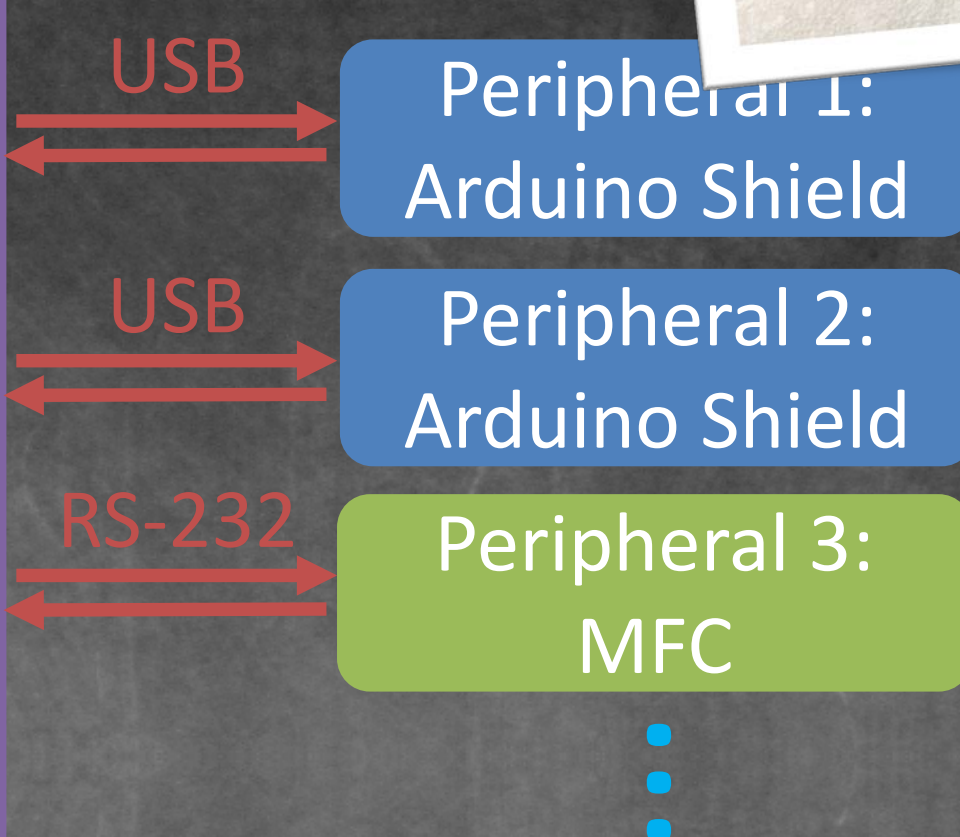 USB
Peripheral 1:
Arduino Shield
USB
Peripheral 2:
Arduino Shield
RS-232
Peripheral 3:
MFC